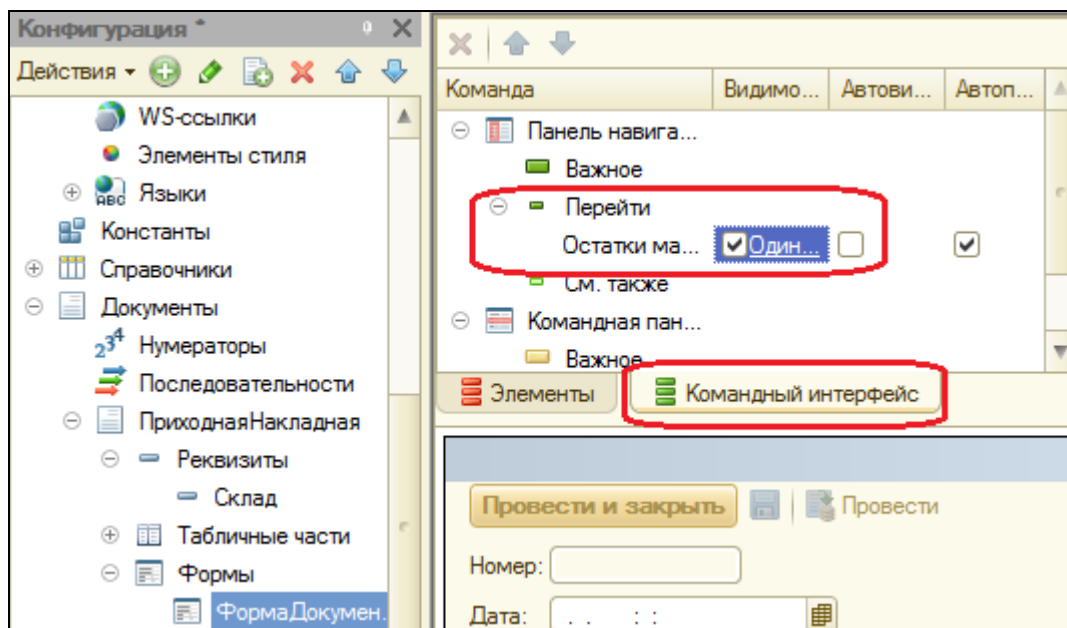 Конфигурация *
Действия
WS-ссылки
Элементы стиля
Языки
Константы
Справочники
Документы
Нумераторы
Последовательности
ПриходнаяНакладная
Реквизиты
Склад
Табличные части
Формы
ФормаДокумен.
Команда Видимо... Автови... Автоп...
Панель навига...
Важное
Перейти
Остатки ма... Один...
См. также
Командная пан...
Важное
Элементы Командный интерфейс
Провести и закрыть Провести
Номер:
Дата: . . : :